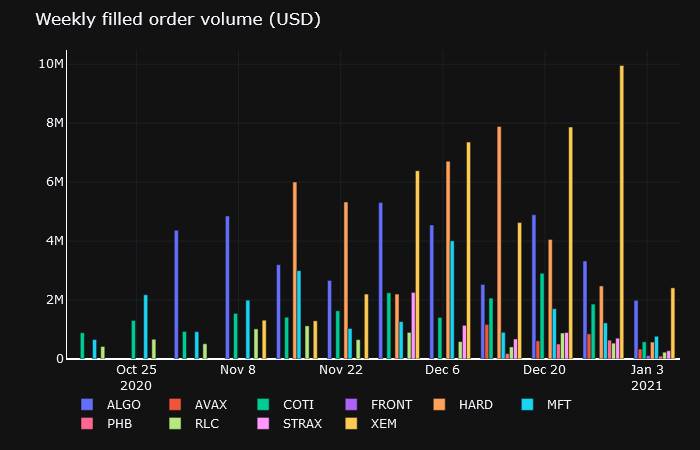 Weekly filled order volume (USD)
10M
8M
6M
4M
2M
0
Oct 25 Nov 8 Nov 22 Dec 6 Dec 20 Jan 3
2020 2021
ALGO AVAX COTI FRONT HARD MFT
PHB RLC STRAX XEM